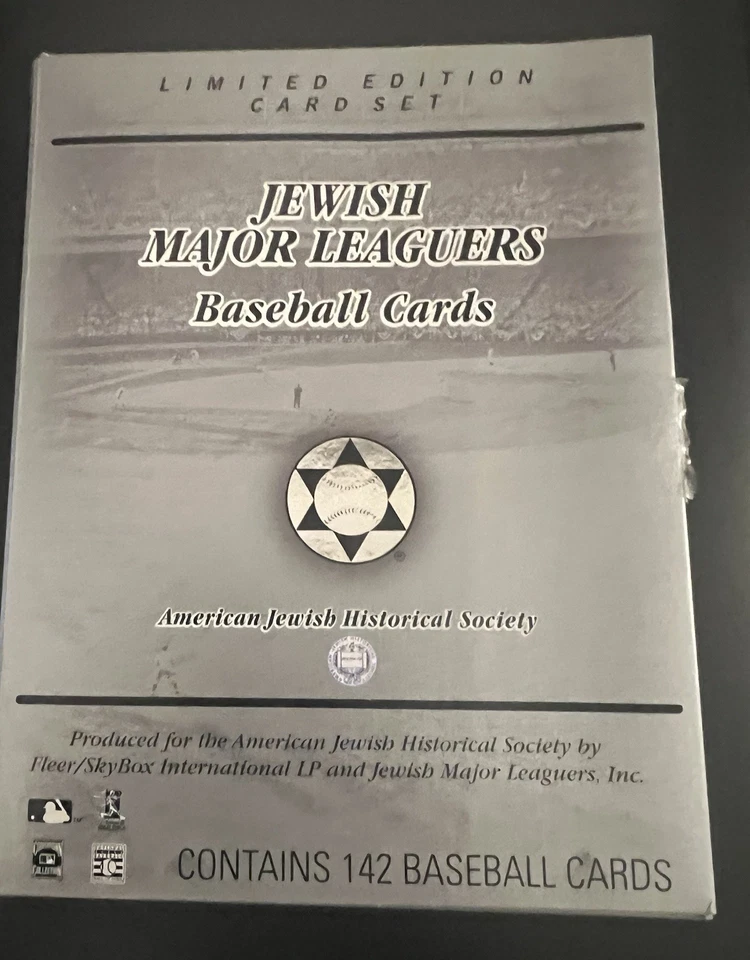 LIMITED EDITION
CARD SET
JEWISH
MAJOR LEAGUERS
Baseball Cards
American Jewish Historical Society
Produced for the American Jewish Historical Society by
Fleer/SkyBox International LP and Jewish Major Leaguers, Inc.
CONTAINS 142 BASEBALL CARDS